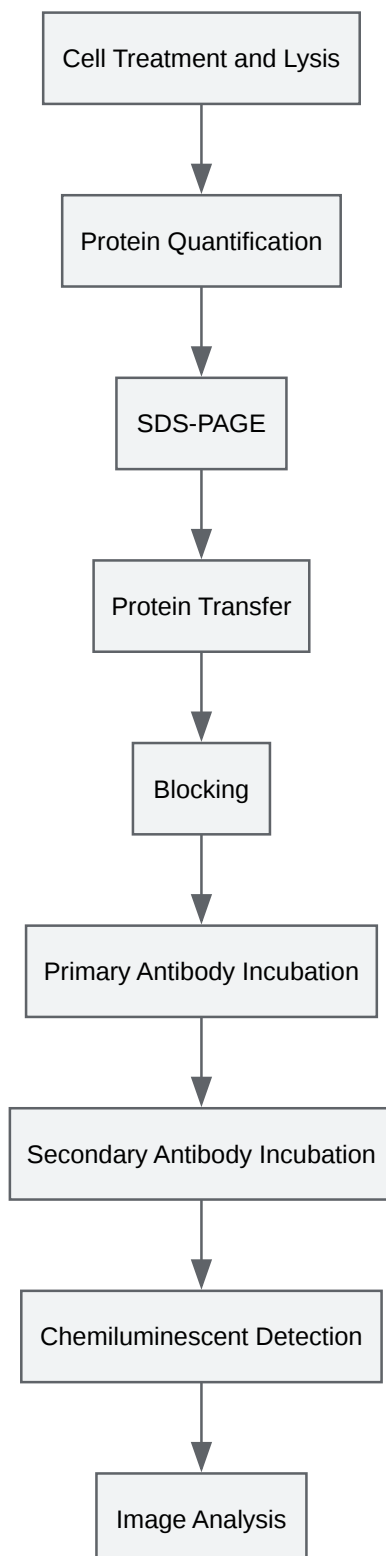 Cell Treatment and Lysis
Protein Quantification
SDS-PAGE
Protein Transfer
Blocking
Primary Antibody Incubation
Secondary Antibody Incubation
Chemiluminescent Detection
Image Analysis